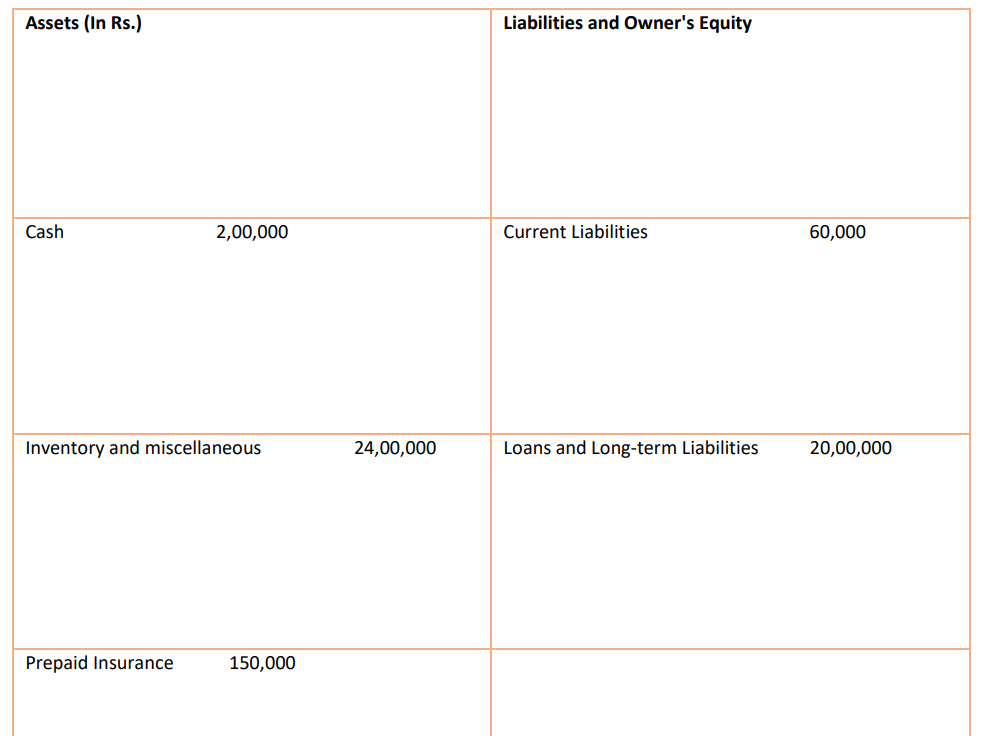 Assets (In Rs.) Liabilities and Owner's Equity
Cash 2,00,000 Current Liabilities 60,000
Inventory and miscellaneous 24,00,000 Loans and Long-term Liabilities 20,00,000
Prepaid Insurance 150,000